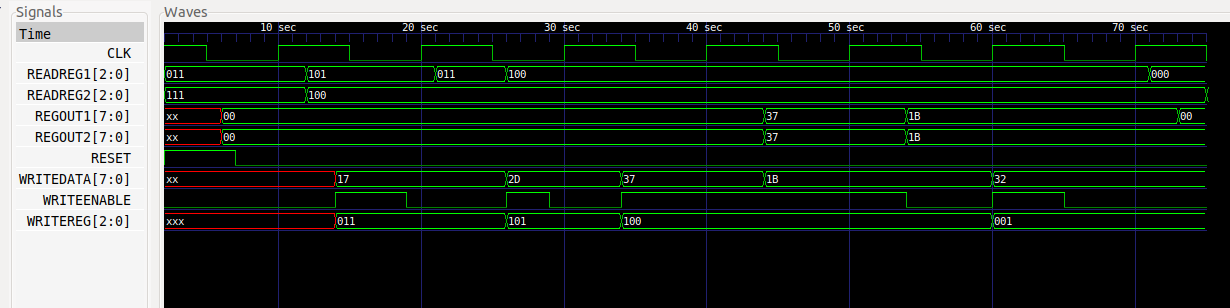 Signals Waves
Time 10 sec 20 sec 30 sec 40 sec 50 sec 60 sec 70 sec
CLK
READREG1[2:0] 011 101 011 100 000
READREG2[2:0] 111 100
REGOUT1[7:0] xx 00 37 1B 00
REGOUT2[7:0] xx 00 37 1B
RESET
WRITEDATA[7:0] xx 17 2D 37 1B 32
WRITEENABLE
WRITEREG[2:0] xxx 011 101 100 001